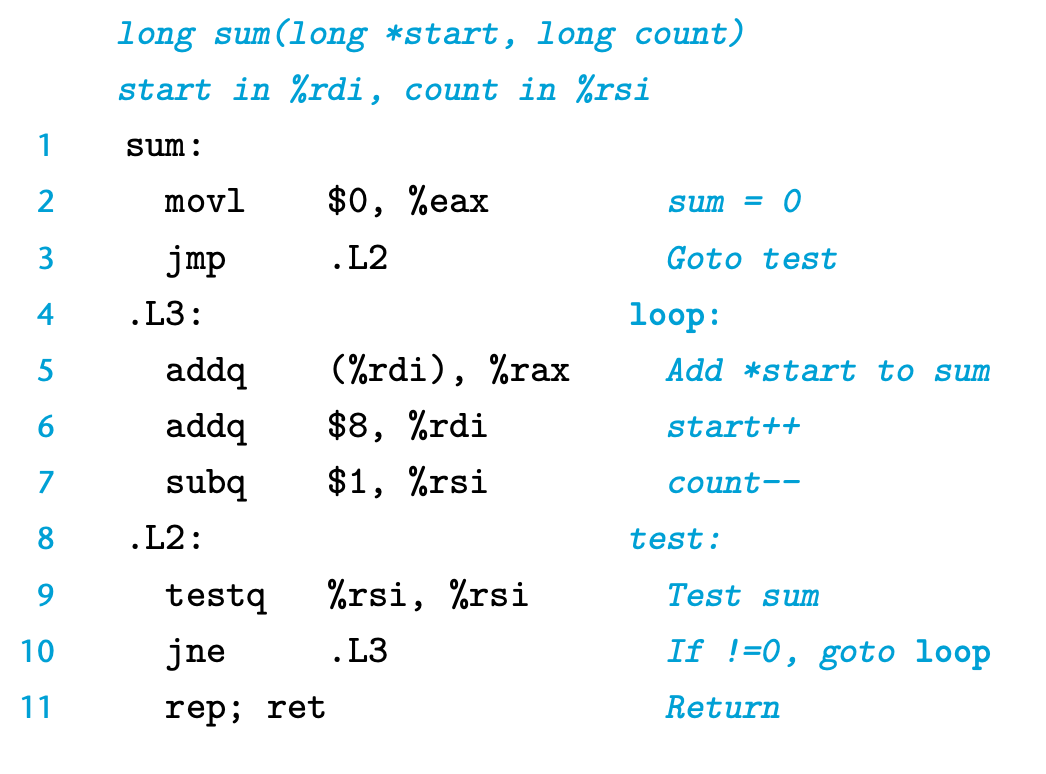 long sum(long *start, long count)
start in %rdi, count in %rsi
1 sum:
2 movl $0, %eax sum = 0
3 jmp .L2 Goto test
4 .L3: loop:
5 addq (%rdi), %rax Add *start to sum
6 addq $8, %rdi start++
7 subq $1, %rsi count--
8 .L2: test:
9 testq %rsi, %rsi Test sum
10 jne .L3 If !=0, goto loop
11 rep; ret Return